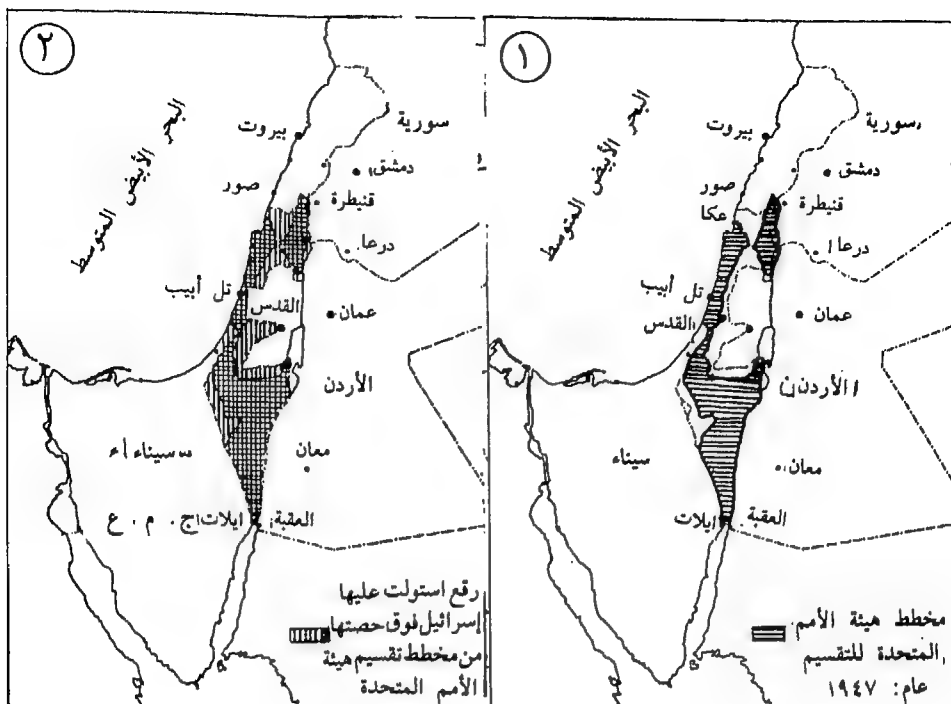 ١
البحر الأبيض المتوسط
بيروت
سورية
دمشق
صور
عكا
قنيطرة
درعا
تل أبيب
القدس
عمان
الأردن
سيناء
معان
ايلات
العقبة
مخطط هيئة الأمم
المتحدة للتقسيم
عام: ١٩٤٧
٢
البحر الأبيض المتوسط
بيروت
سورية
دمشق
صور
قنيطرة
درعا
تل أبيب
القدس
عمان
الأردن
سيناء
معان
ج. م. ع
ايلات
العقبة
رقع استولت عليها
إسرائيل فوق حصتها
من مخطط تقسيم هيئة
الأمم المتحدة